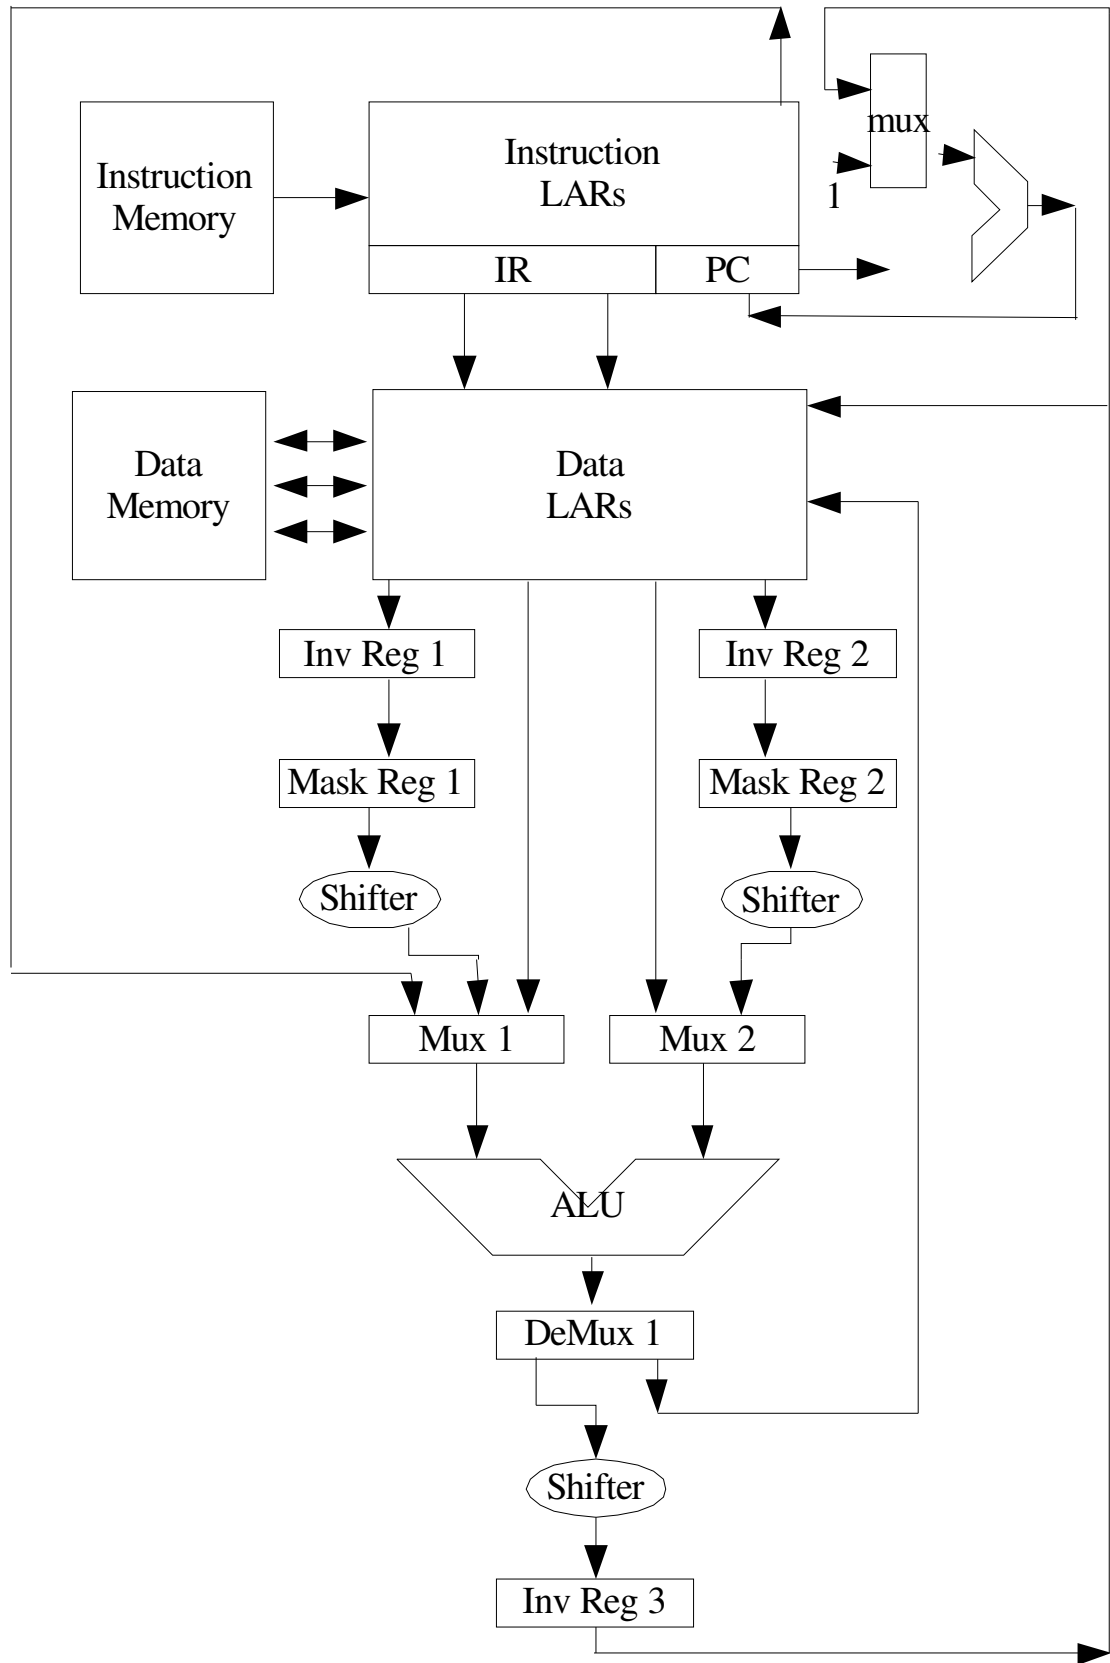 mux
Instruction
Memory
Instruction
LARs
1
IR
PC
Data
Memory
Data
LARs
Inv Reg 1
Inv Reg 2
Mask Reg 1
Mask Reg 2
Shifter
Shifter
Mux 1
Mux 2
ALU
DeMux 1
Shifter
Inv Reg 3